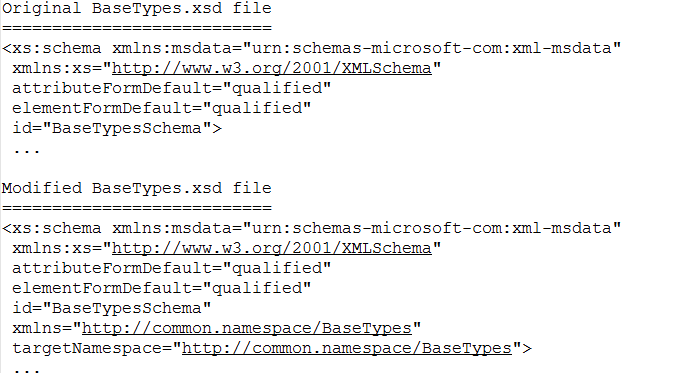 Original BaseTypes.xsd file
===========================
<xs:schema xmlns:msdata="urn:schemas-microsoft-com:xml-msdata"
xmlns:xs="http://www.w3.org/2001/XMLSchema"
attributeFormDefault="qualified"
elementFormDefault="qualified"
id="BaseTypesSchema">
...
Modified BaseTypes.xsd file
===========================
<xs:schema xmlns:msdata="urn:schemas-microsoft-com:xml-msdata"
xmlns:xs="http://www.w3.org/2001/XMLSchema"
attributeFormDefault="qualified"
elementFormDefault="qualified"
id="BaseTypesSchema"
xmlns="http://common.namespace/BaseTypes"
targetNamespace="http://common.namespace/BaseTypes">
...